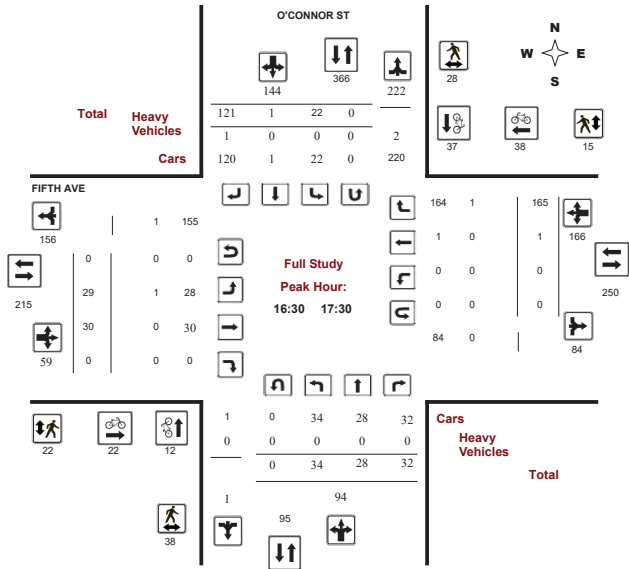 O'CONNOR ST
N
W E
S
366
28
144 222
Total Heavy Vehicles
121 1 22 0
37 38 15
1 0 0 0 2
Cars
120 1 22 0 220
FIFTH AVE
164 1 165
1 155
156
1 0 1 166
0 0 0
Full Study
0 0 0
215
29 1 28
Peak Hour:
250
30 0 30
16:30 17:30
0 0 0
59 0 0 0
84 0
84
1 0 34 28 32
Cars
0 0 0 0 0
Heavy Vehicles
22 22 12
0 34 28 32
Total
1 94
95
38